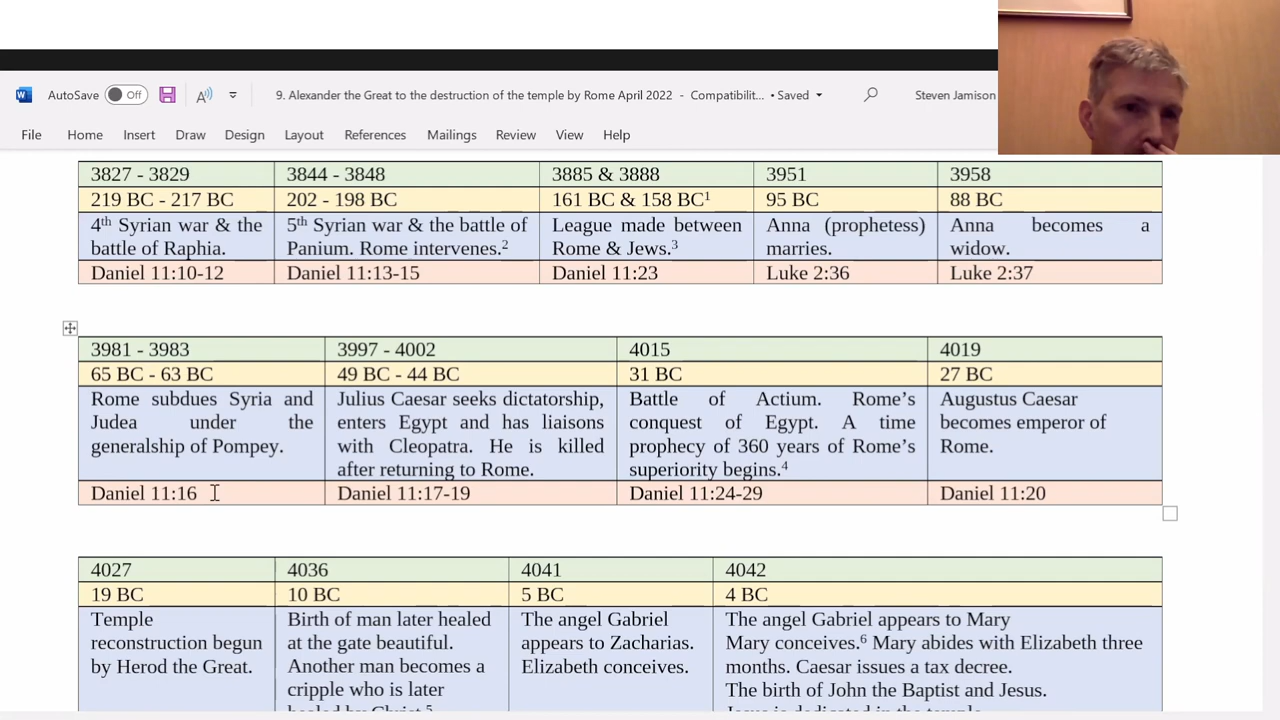 AutoSave Off 9. Alexander the Great to the destruction of the temple by Rome April 2022 - Compatibilit... • Saved Steven Jamison
File Home Insert Draw Design Layout References Mailings Review View Help
3827 - 3829 3844 - 3848 3885 & 3888 3951 3958
219 BC - 217 BC 202 - 198 BC 161 BC & 158 BC¹ 95 BC 88 BC
4th Syrian war & the 5th Syrian war & the battle of League made between Anna (prophetess) Anna becomes a
battle of Raphia. Panium. Rome intervenes.² Rome & Jews.³ marries. widow.
Daniel 11:10-12 Daniel 11:13-15 Daniel 11:23 Luke 2:36 Luke 2:37
3981 - 3983 3997 - 4002 4015 4019
65 BC - 63 BC 49 BC - 44 BC 31 BC 27 BC
Rome subdues Syria and Julius Caesar seeks dictatorship, Battle of Actium. Rome's Augustus Caesar
Judea under the enters Egypt and has liaisons conquest of Egypt. A time becomes emperor of
generalship of Pompey. with Cleopatra. He is killed prophecy of 360 years of Rome's Rome.
after returning to Rome. superiority begins.⁴
Daniel 11:16 Daniel 11:17-19 Daniel 11:24-29 Daniel 11:20
4027 4036 4041 4042
19 BC 10 BC 5 BC 4 BC
Temple Birth of man later healed The angel Gabriel The angel Gabriel appears to Mary
reconstruction begun at the gate beautiful. appears to Zacharias. Mary conceives.⁶ Mary abides with Elizabeth three
by Herod the Great. Another man becomes a Elizabeth conceives. months. Caesar issues a tax decree.
cripple who is later The birth of John the Baptist and Jesus.
healed by Christ.⁵ Jesus is dedicated in the temple.